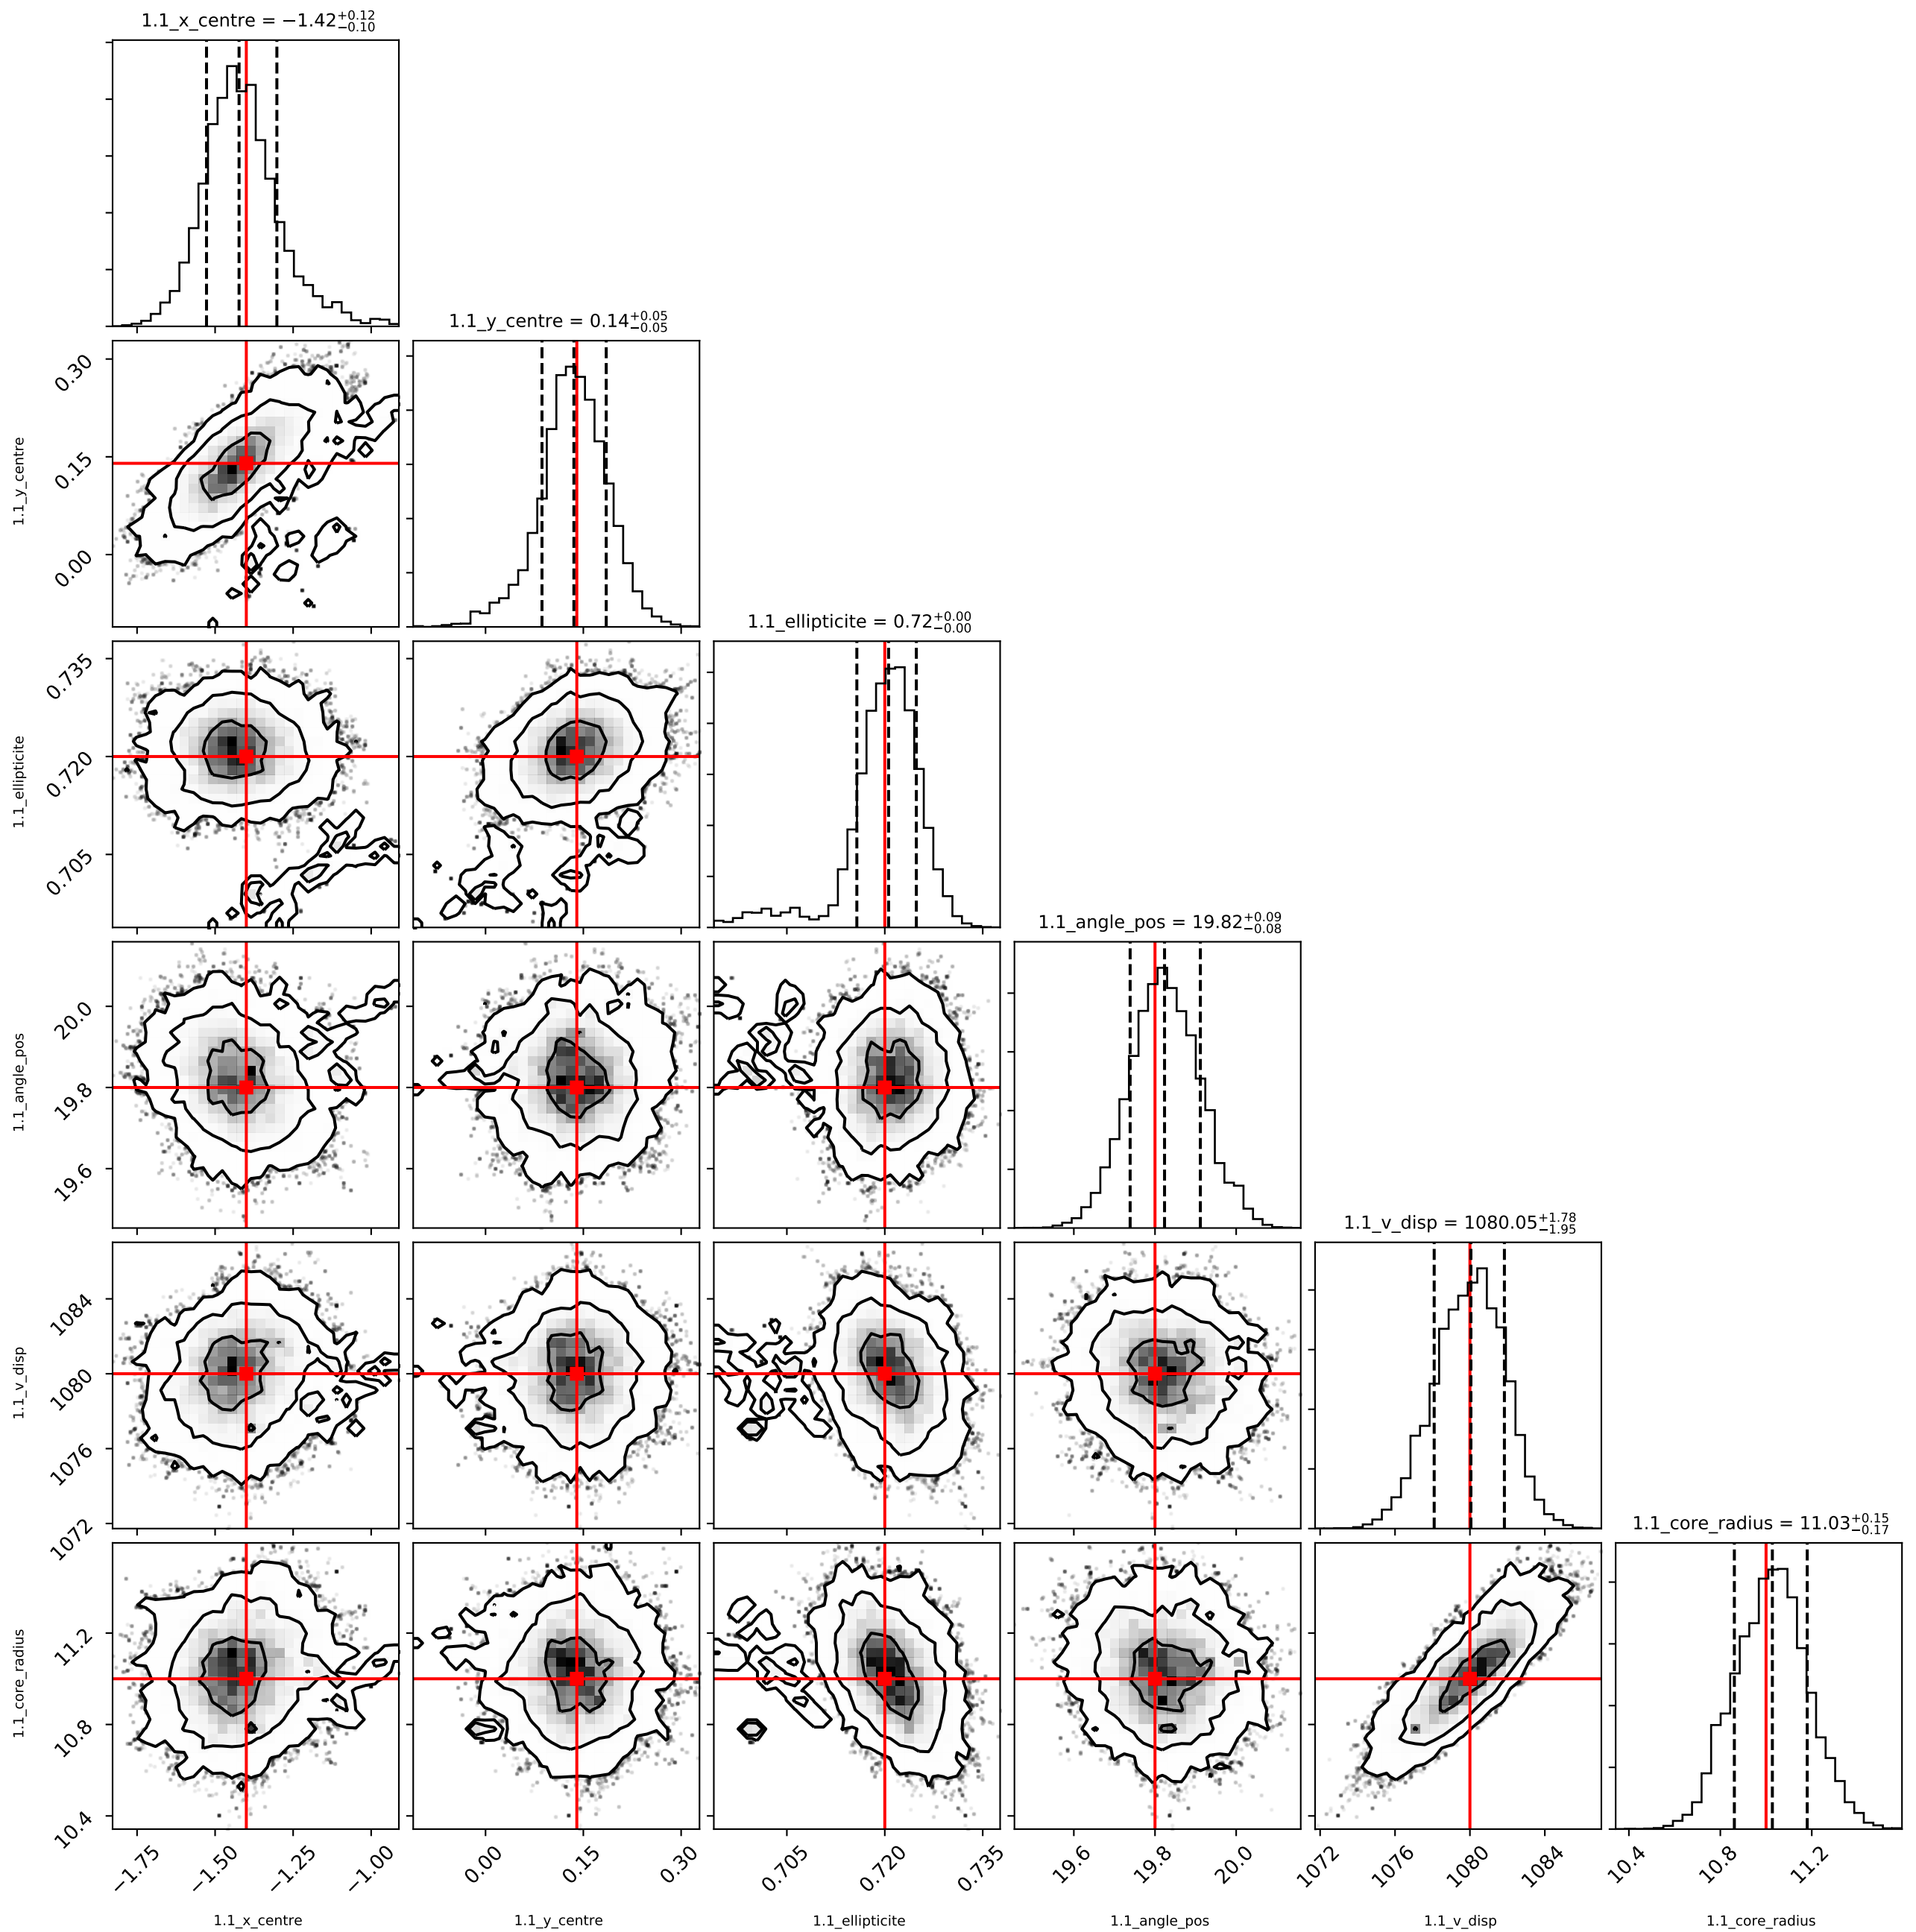 1.1_x_centre = −1.42 +0.12 −0.10
1.1_y_centre = 0.14 +0.05 −0.05
0.30
0.15
0.00
1.1_y_centre
1.1_ellipticite = 0.72 +0.00 −0.00
0.735
0.720
0.705
1.1_ellipticite
1.1_angle_pos = 19.82 +0.09 −0.08
20.0
19.8
19.6
1.1_angle_pos
1.1_v_disp = 1080.05 +1.78 −1.95
1084
1080
1076
1072
1.1_v_disp
1.1_core_radius = 11.03 +0.15 −0.17
11.2
10.8
10.4
1.1_core_radius
−1.75 −1.50 −1.25 −1.00 0.00 0.15 0.30 0.705 0.720 0.735 19.6 19.8 20.0 1072 1076 1080 1084 10.4 10.8 11.2
1.1_x_centre 1.1_y_centre 1.1_ellipticite 1.1_angle_pos 1.1_v_disp 1.1_core_radius